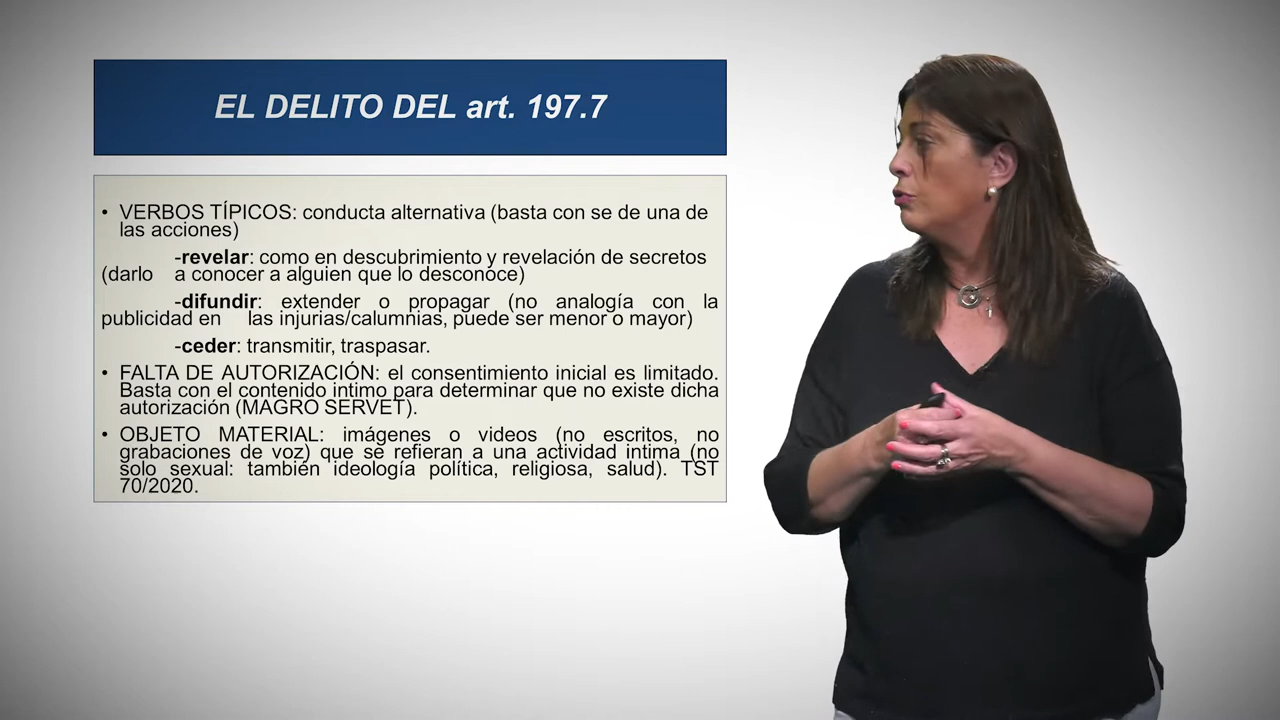 EL DELITO DEL art. 197.7
• VERBOS TÍPICOS: conducta alternativa (basta con se de una de
las acciones)
-revelar: como en descubrimiento y revelación de secretos
(darlo a conocer a alguien que lo desconoce)
-difundir: extender o propagar (no analogía con la
publicidad en las injurias/calumnias, puede ser menor o mayor)
-ceder: transmitir, traspasar.
• FALTA DE AUTORIZACIÓN: el consentimiento inicial es limitado.
Basta con el contenido intimo para determinar que no existe dicha
autorización (MAGRO SERVET).
• OBJETO MATERIAL: imágenes o videos (no escritos, no
grabaciones de voz) que se refieran a una actividad intima (no
solo sexual: también ideología política, religiosa, salud). TST
70/2020.